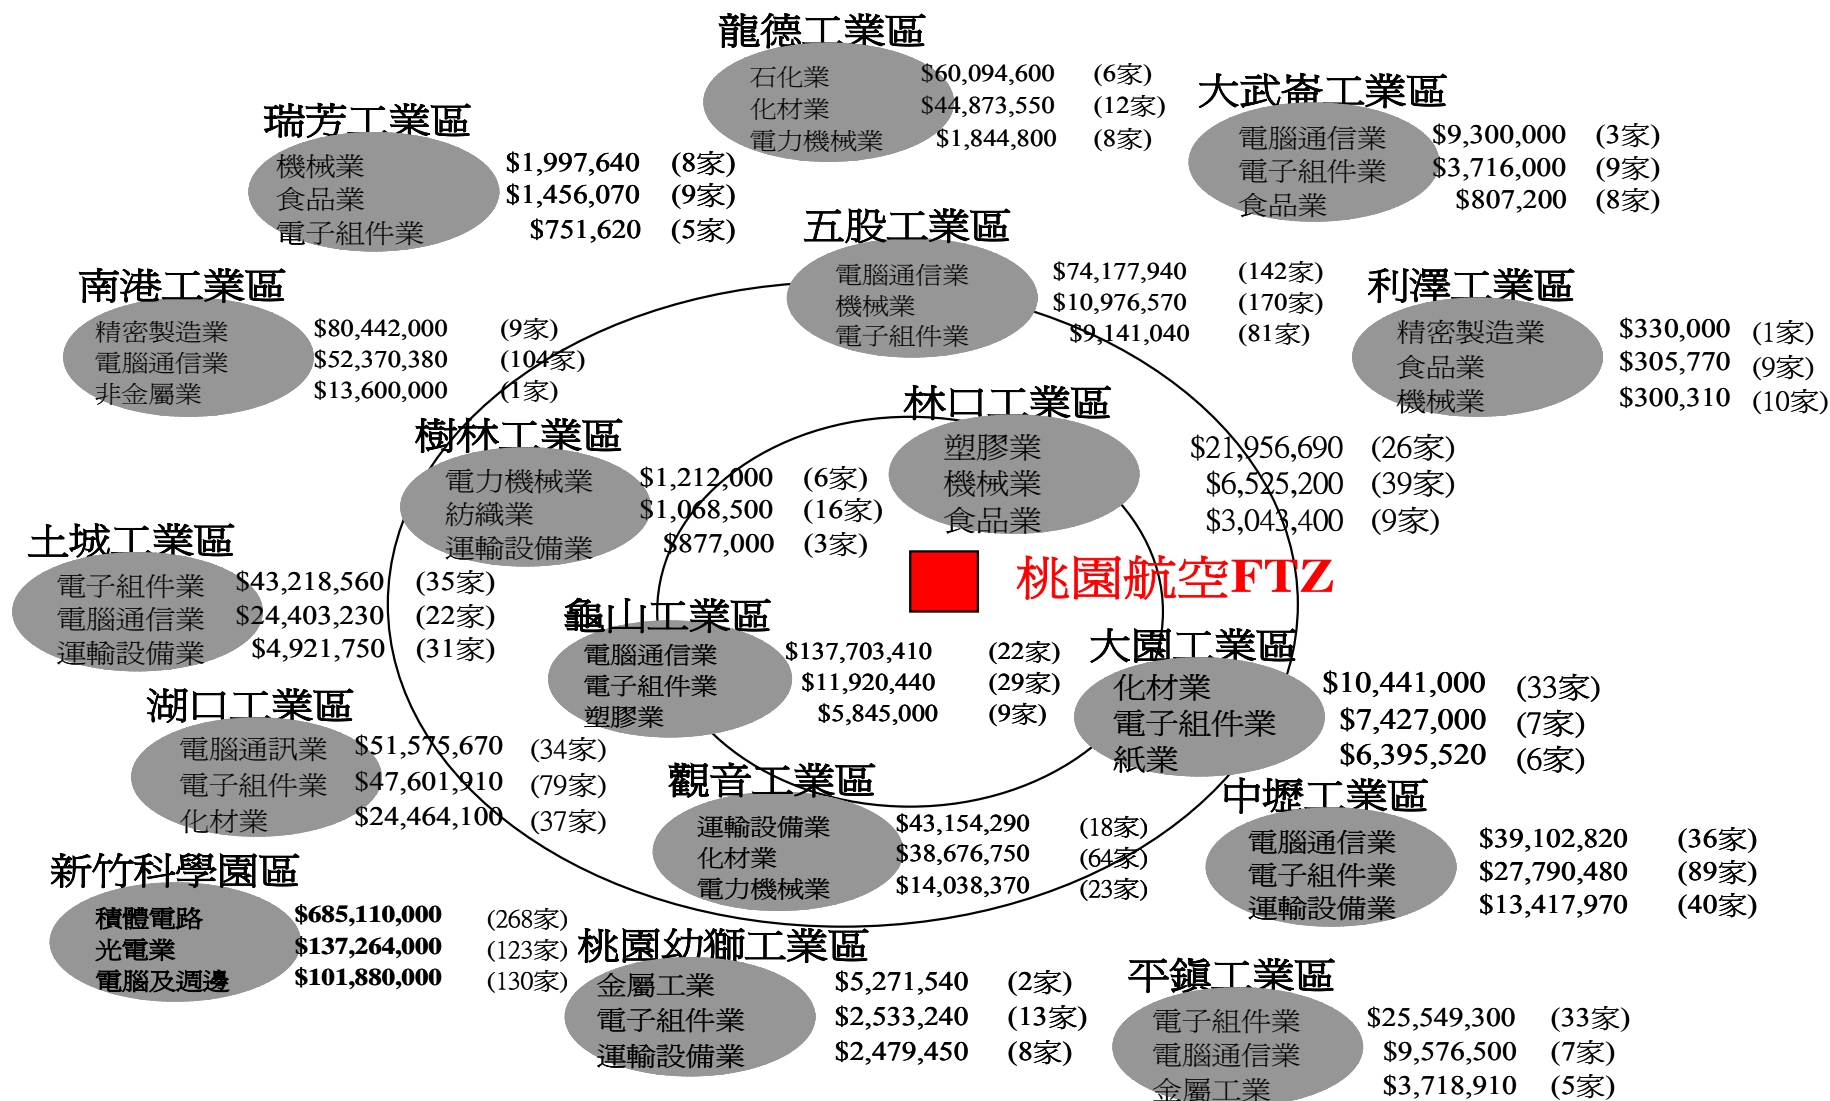 龍德工業區
石化業 $60,094,600 (6家)
化材業 $44,873,550 (12家)
電力機械業 $1,844,800 (8家)
大武崙工業區
電腦通信業 $9,300,000 (3家)
電子組件業 $3,716,000 (9家)
食品業 $807,200 (8家)
瑞芳工業區
機械業 $1,997,640 (8家)
食品業 $1,456,070 (9家)
電子組件業 $751,620 (5家)
五股工業區
電腦通信業 $74,177,940 (142家)
機械業 $10,976,570 (170家)
電子組件業 $9,141,040 (81家)
南港工業區
精密製造業 $80,442,000 (9家)
電腦通信業 $52,370,380 (104家)
非金屬業 $13,600,000 (1家)
利澤工業區
精密製造業 $330,000 (1家)
食品業 $305,770 (9家)
機械業 $300,310 (10家)
林口工業區
塑膠業 $21,956,690 (26家)
機械業 $6,525,200 (39家)
食品業 $3,043,400 (9家)
樹林工業區
電力機械業 $1,212,000 (6家)
紡織業 $1,068,500 (16家)
運輸設備業 $877,000 (3家)
土城工業區
電子組件業 $43,218,560 (35家)
電腦通信業 $24,403,230 (22家)
運輸設備業 $4,921,750 (31家)
桃園航空FTZ
龜山工業區
電腦通信業 $137,703,410 (22家)
電子組件業 $11,920,440 (29家)
塑膠業 $5,845,000 (9家)
大園工業區
化材業 $10,441,000 (33家)
電子組件業 $7,427,000 (7家)
紙業 $6,395,520 (6家)
湖口工業區
電腦通訊業 $51,575,670 (34家)
電子組件業 $47,601,910 (79家)
化材業 $24,464,100 (37家)
觀音工業區
運輸設備業 $43,154,290 (18家)
化材業 $38,676,750 (64家)
電力機械業 $14,038,370 (23家)
中壢工業區
電腦通信業 $39,102,820 (36家)
電子組件業 $27,790,480 (89家)
運輸設備業 $13,417,970 (40家)
新竹科學園區
積體電路 $685,110,000 (268家)
光電業 $137,264,000 (123家)
電腦及週邊 $101,880,000 (130家)
桃園幼獅工業區
金屬工業 $5,271,540 (2家)
電子組件業 $2,533,240 (13家)
運輸設備業 $2,479,450 (8家)
平鎮工業區
電子組件業 $25,549,300 (33家)
電腦通信業 $9,576,500 (7家)
金屬工業 $3,718,910 (5家)